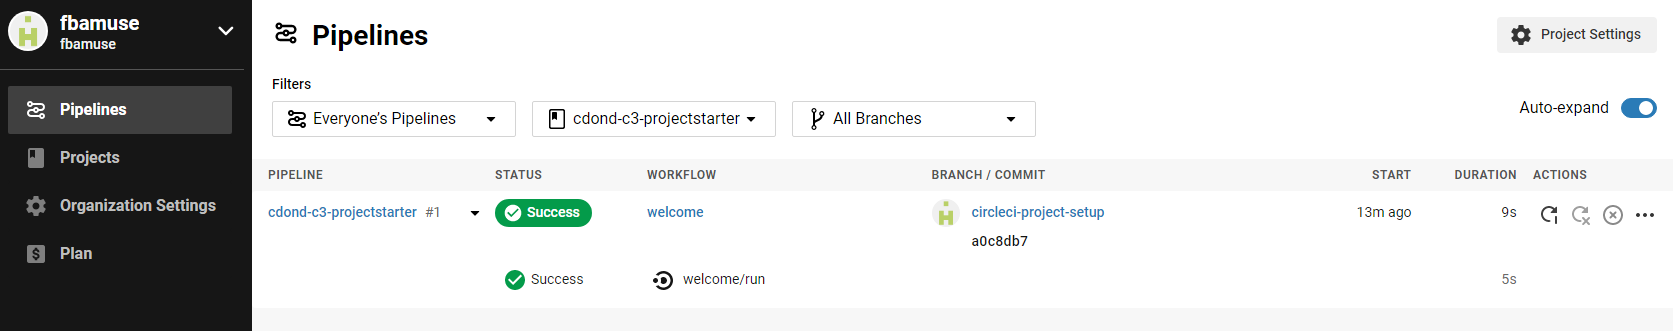 fbamuse
fbamuse
Pipelines
Projects
Organization Settings
Plan
Pipelines
Project Settings
Filters
Everyone's Pipelines
cdond-c3-projectstarter
All Branches
Auto-expand
PIPELINE STATUS WORKFLOW BRANCH / COMMIT START DURATION ACTIONS
cdond-c3-projectstarter #1 Success welcome circleci-project-setup 13m ago 9s
a0c8db7
Success welcome/run 5s